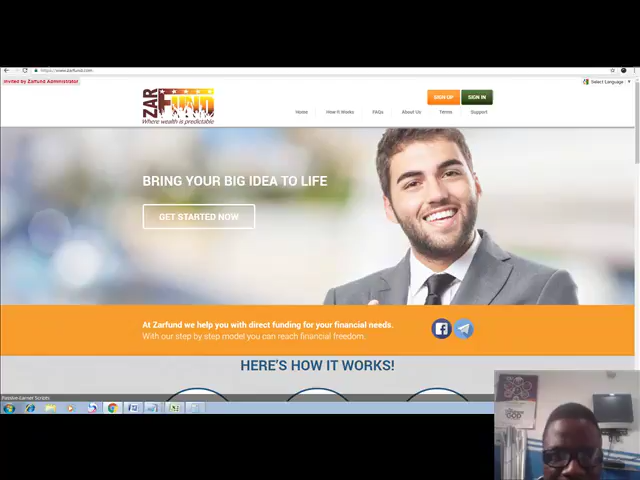 https://www.zarfund.com
Invited by Zarfund Administrator
Select Language
ZAR
FUND
Where wealth is predictable
SIGN UP
SIGN IN
Home
How It Works
FAQs
About Us
Terms
Support
BRING YOUR BIG IDEA TO LIFE
GET STARTED NOW
At Zarfund we help you with direct funding for your financial needs.
With our step by step model you can reach financial freedom.
HERE'S HOW IT WORKS!
GOD